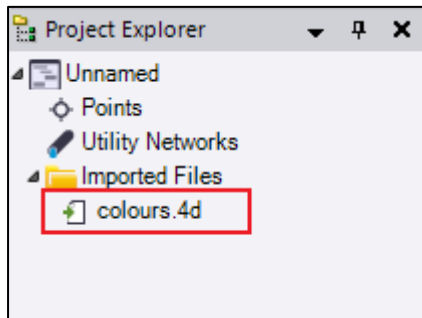 Project Explorer
Unnamed
Points
Utility Networks
Imported Files
colours.4d